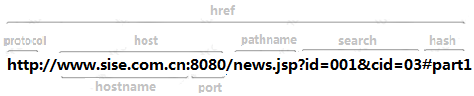 href
protocol host pathname search hash
http://www.sise.com.cn:8080/news.jsp?id=001&cid=03#part1
hostname port